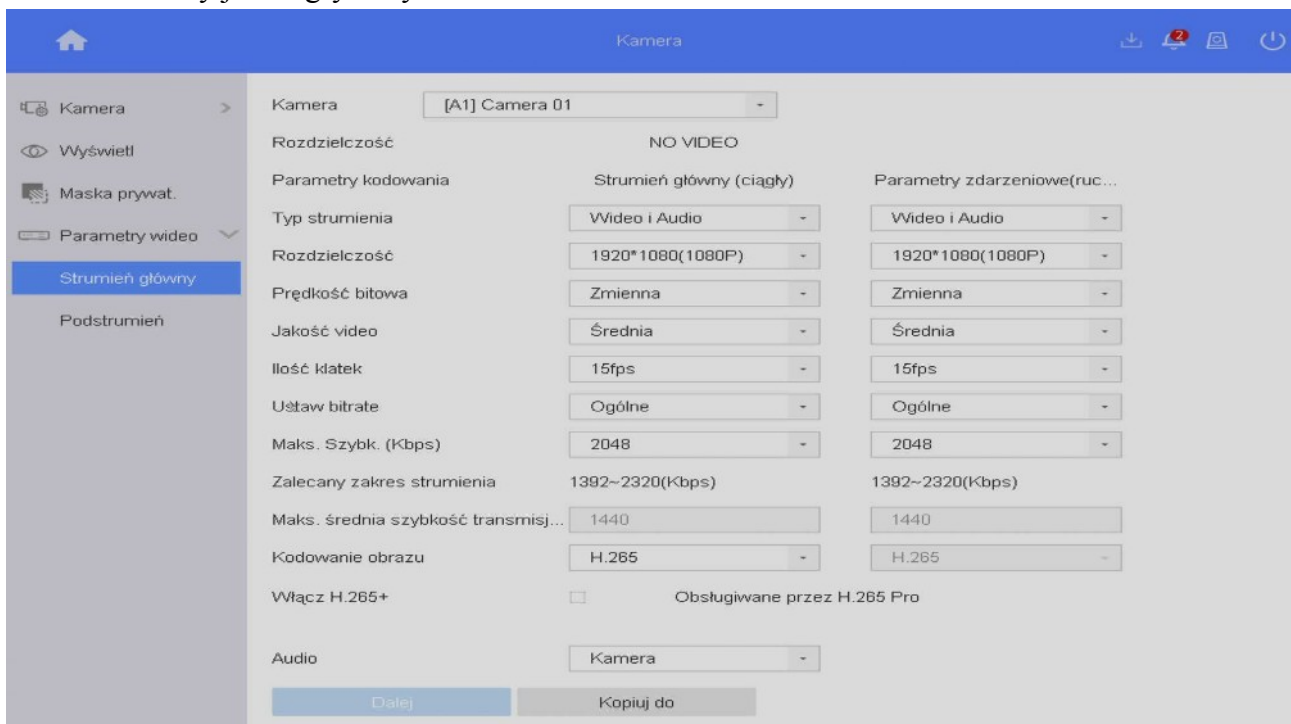 Kamera
2
Kamera >
Wyświetl
Maska prywat.
Parametry wideo
Strumień główny
Podstrumień
Kamera [A1] Camera 01
Rozdzielczość NO VIDEO
Parametry kodowania Strumień główny (ciągły) Parametry zdarzeniowe(ruc...
Typ strumienia Wideo i Audio Wideo i Audio
Rozdzielczość 1920*1080(1080P) 1920*1080(1080P)
Prędkość bitowa Zmienna Zmienna
Jakość video Średnia Średnia
Ilość klatek 15fps 15fps
Ustaw bitrate Ogólne Ogólne
Maks. Szybk. (Kbps) 2048 2048
Zalecany zakres strumienia 1392~2320(Kbps) 1392~2320(Kbps)
Maks. średnia szybkość transmisj... 1440 1440
Kodowanie obrazu H.265 H.265
Włącz H.265+ Obsługiwane przez H.265 Pro
Audio Kamera
Dalej Kopiuj do